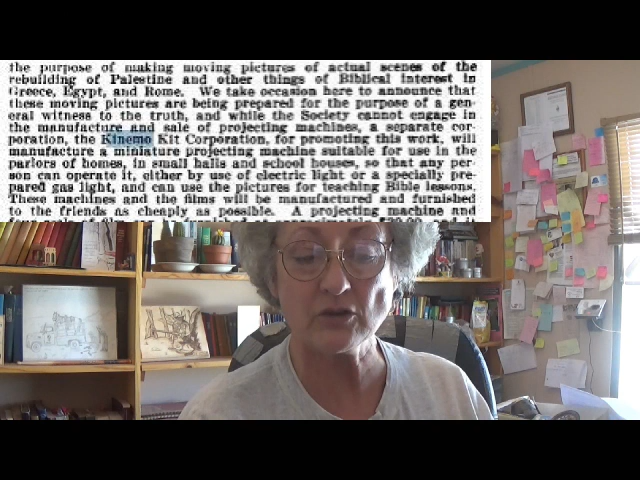 the purpose of making moving pictures of actual scenes of the
rebuilding of Palestine and other things of Biblical interest in
Greece, Egypt, and Rome. We take occasion here to announce that
these moving pictures are being prepared for the purpose of a gen-
eral witness to the truth, and while the Society cannot engage in
the manufacture and sale of projecting machines, a separate cor-
poration, the Kinemo Kit Corporation, for promoting this work, will
manufacture a miniature projecting machine suitable for use in the
parlors of homes, in small halls and school houses, so that any per-
son can operate it, either by use of electric light or a specially pre-
pared gas light, and can use the pictures for teaching Bible lessons.
These machines and the films will be manufactured and furnished
to the friends as cheaply as possible. A projecting machine and